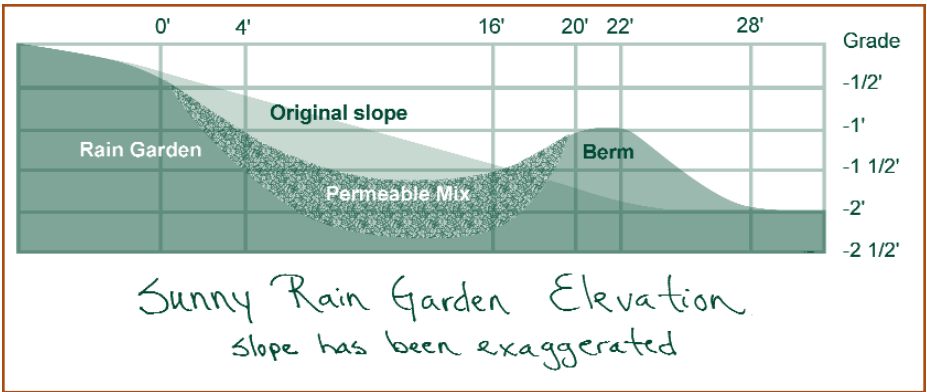 0' 4' 16' 20' 22' 28'
Grade
-1/2'
Original slope
-1'
Rain Garden
Berm
-1 1/2'
Permeable Mix
-2'
-2 1/2'
Sunny Rain Garden Elevation
slope has been exaggerated